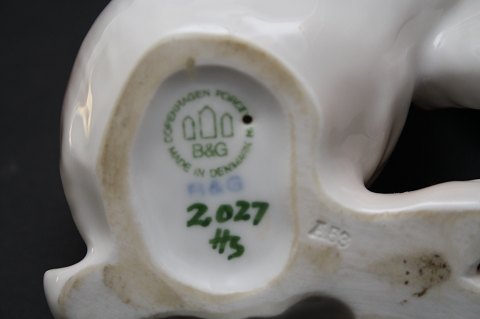 COPENHAGEN PORCELAIN
B&G
MADE IN DENMARK
B&G
2027
HS